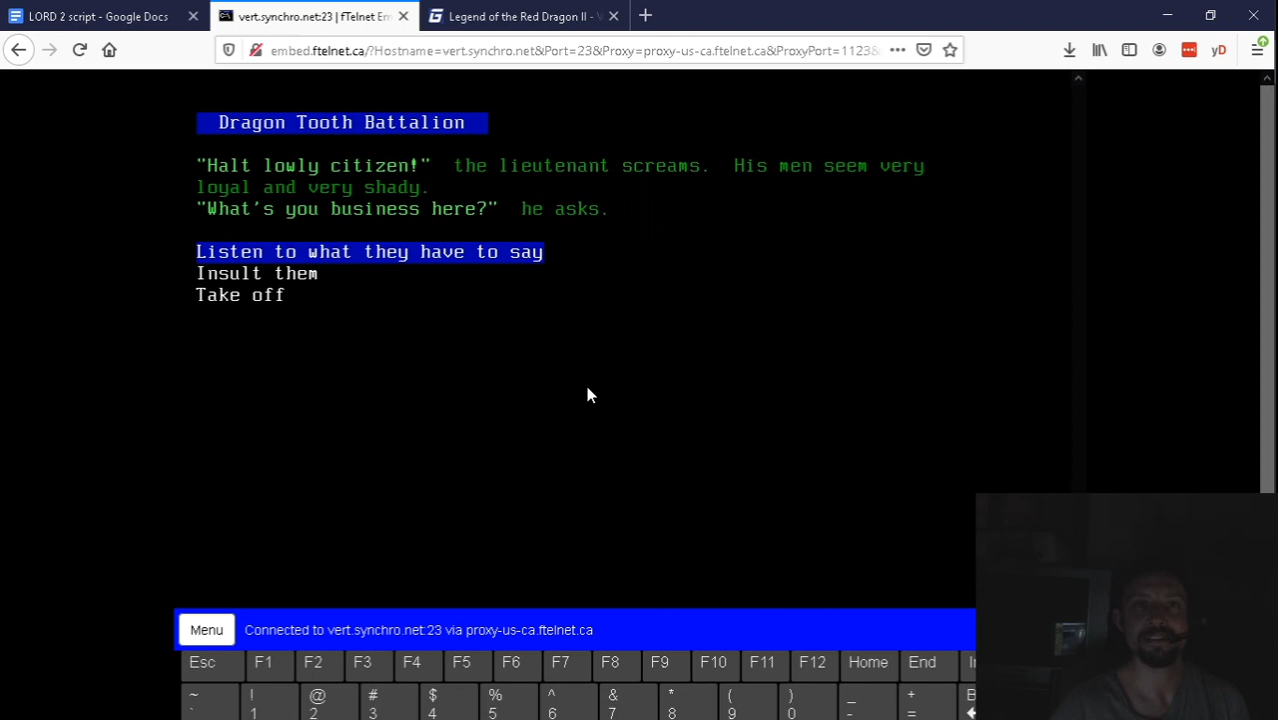 LORD 2 script - Google Docs
vert.synchro.net:23 | fTelnet Em
Legend of the Red Dragon II -
embed.ftelnet.ca/?Hostname=vert.synchro.net&Port=23&Proxy=proxy-us-ca.ftelnet.ca&ProxyPort=1123&
Dragon Tooth Battalion
"Halt lowly citizen!" the lieutenant screams. His men seem very
loyal and very shady.
"What's you business here?" he asks.
Listen to what they have to say
Insult them
Take off
Menu
Connected to vert.synchro.net:23 via proxy-us-ca.ftelnet.ca
Esc F1 F2 F3 F4 F5 F6 F7 F8 F9 F10 F11 F12 Home End In
~ ! @ # $ % ^ & * ( ) _ + B
` 1 2 3 4 5 6 7 8 9 0 - =